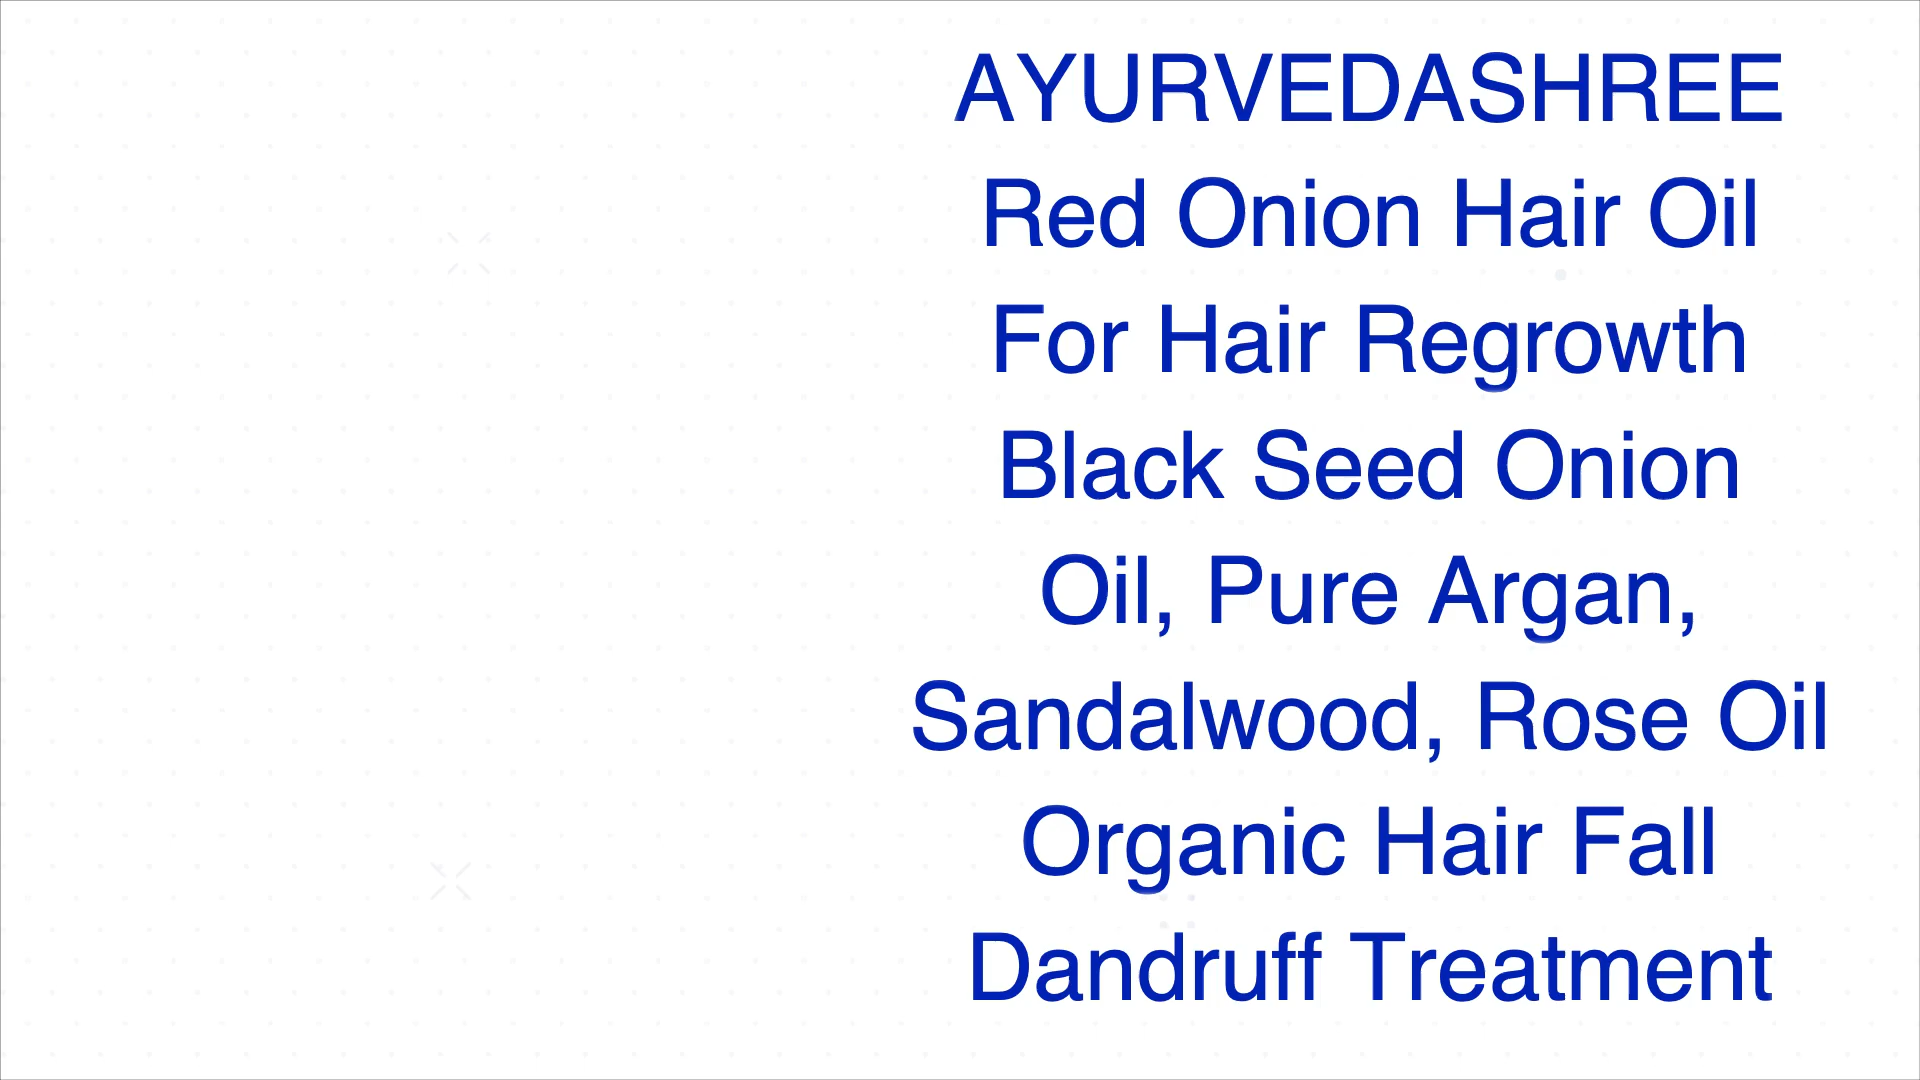 AYURVEDASHREE
Red Onion Hair Oil
For Hair Regrowth
Black Seed Onion
Oil, Pure Argan,
Sandalwood, Rose Oil
Organic Hair Fall
Dandruff Treatment